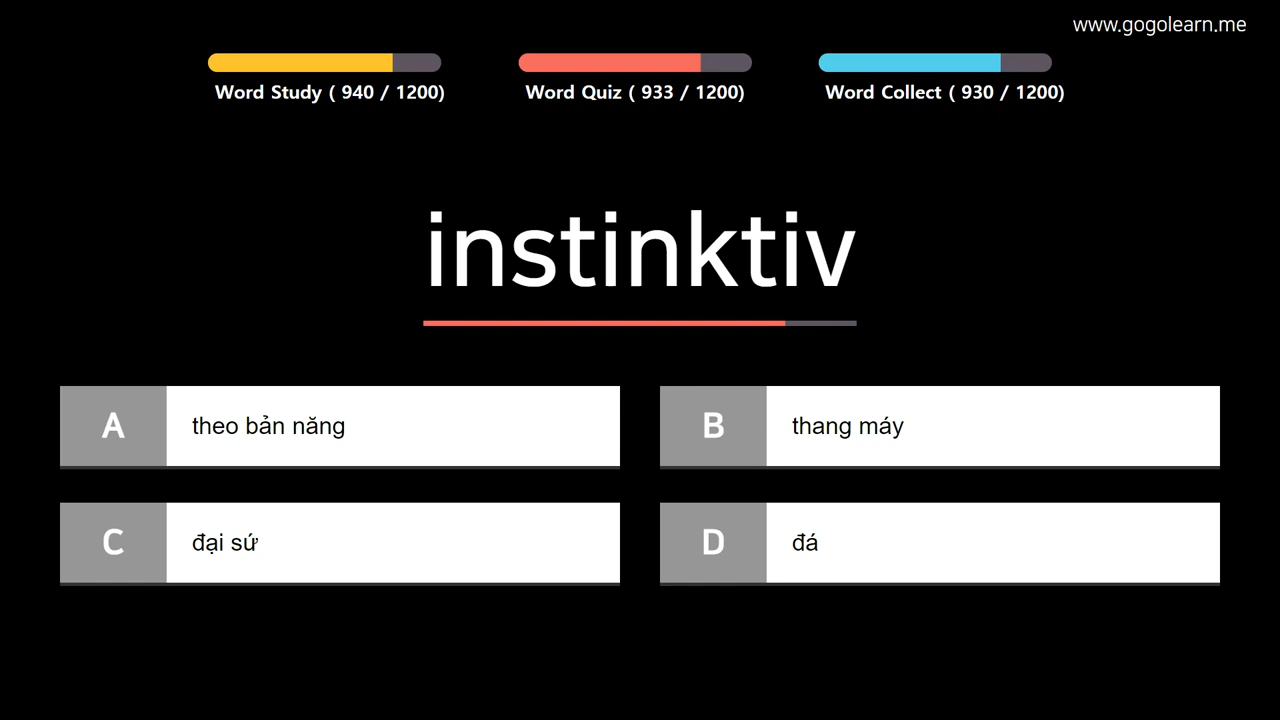 www.gogolearn.me
Word Study ( 940 / 1200)
Word Quiz ( 933 / 1200)
Word Collect ( 930 / 1200)
instinktiv
A theo bản năng
B thang máy
C đại sứ
D đá